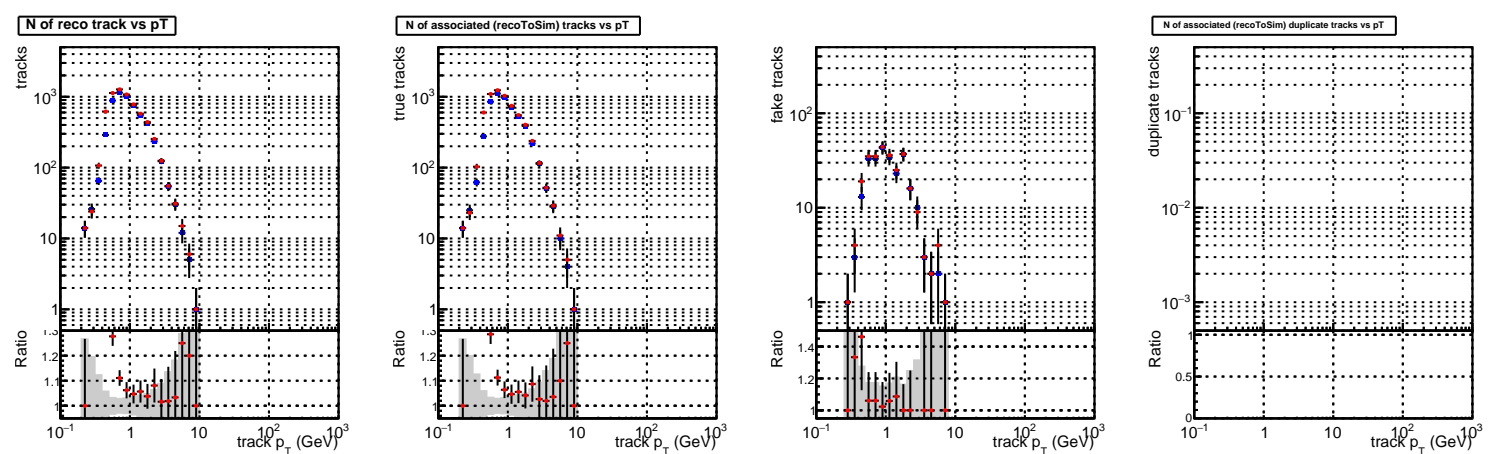 N of reco track vs pT
tracks
10³
10²
10
1
Ratio
1.3
1.2
1.1
1
10⁻¹ 1 10 10² 10³
track p_T (GeV)
N of associated (recoToSim) tracks vs pT
true tracks
10³
10²
10
1
Ratio
1.3
1.2
1.1
1
10⁻¹ 1 10 10² 10³
track p_T (GeV)
fake tracks
10²
10
1
Ratio
1.4
1.2
1
10⁻¹ 1 10 10² 10³
track p_T (GeV)
N of associated (recoToSim) duplicate tracks vs pT
duplicate tracks
10⁻¹
10⁻²
10⁻³
Ratio
1
0.5
0
10⁻¹ 1 10 10² 10³
track p_T (GeV)